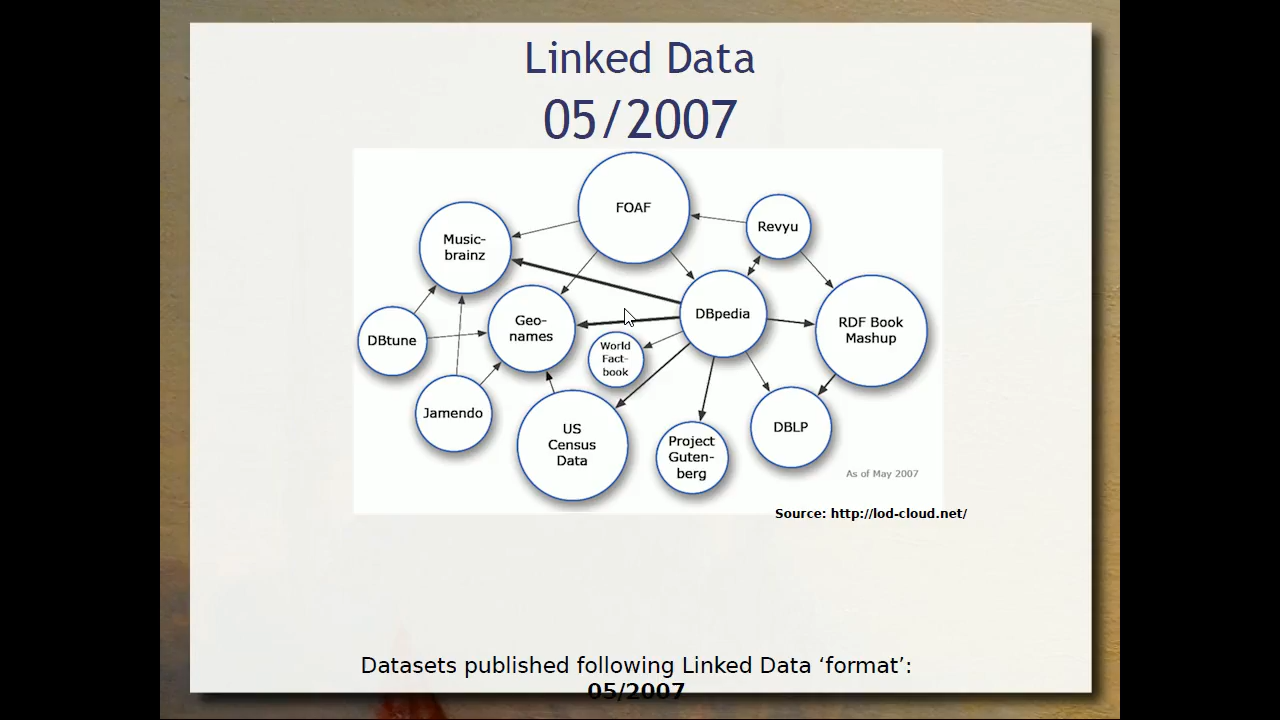 Linked Data
05/2007
FOAF
Revyu
Music-
brainz
DBpedia
Geo-
names
RDF Book
Mashup
DBtune
World
Fact-
book
Jamendo
US
Census
Data
Project
Guten-
berg
DBLP
As of May 2007
Source: http://lod-cloud.net/
Datasets published following Linked Data ‘format’:
05/2007